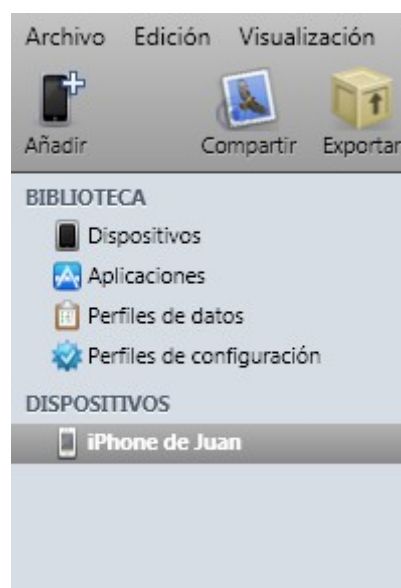 Archivo Edición Visualización
Añadir Compartir Exportar
BIBLIOTECA
Dispositivos
Aplicaciones
Perfiles de datos
Perfiles de configuración
DISPOSITIVOS
iPhone de Juan